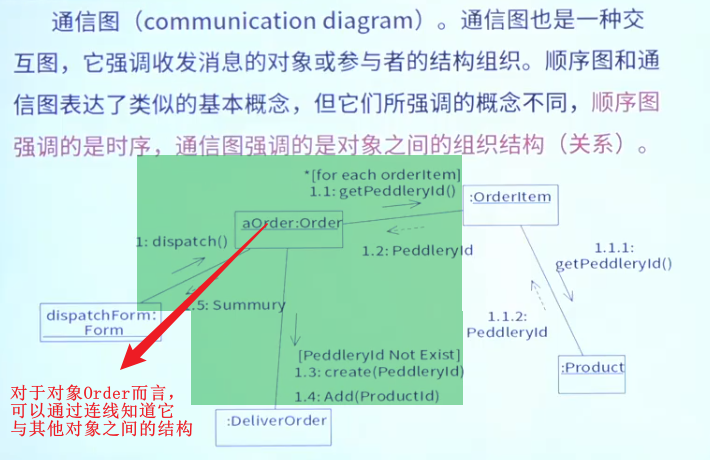 通信图（communication diagram）。通信图也是一种交
互图，它强调收发消息的对象或参与者的结构组织。顺序图和通
信图表达了类似的基本概念，但它们所强调的概念不同，顺序图
强调的是时序，通信图强调的是对象之间的组织结构（关系）。
*[for each orderItem]
1.1: getPeddleryId()
:OrderItem
aOrder:Order
1: dispatch()
1.2: PeddleryId
1.1.1:
getPeddleryId()
dispatchForm:
Form
1.5: Summury
1.1.2:
PeddleryId
[PeddleryId Not Exist]
1.3: create(PeddleryId)
1.4: Add(ProductId)
:Product
:DeliverOrder
对于对象Order而言，
可以通过连线知道它
与其他对象之间的结构